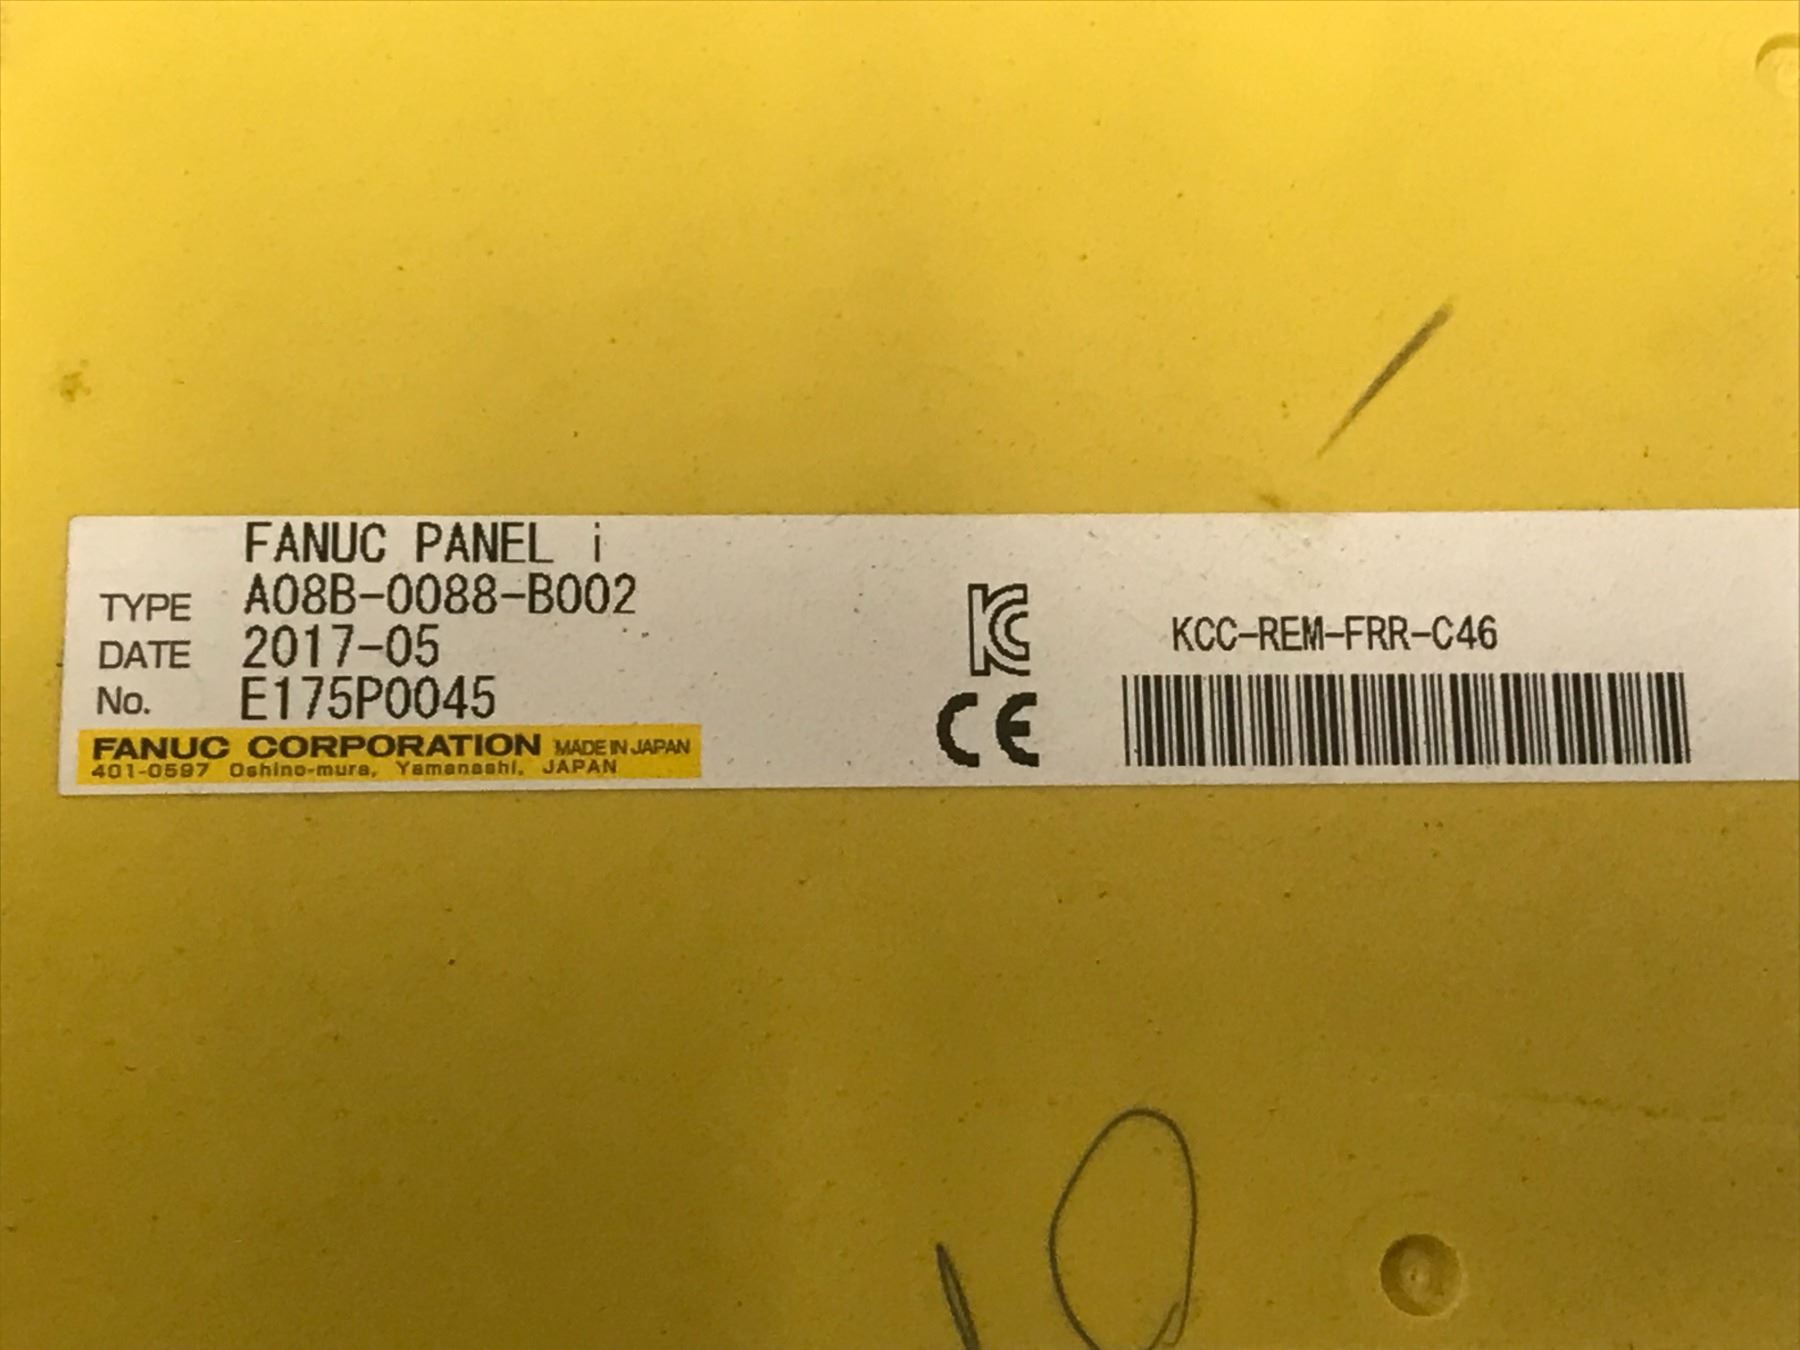 FANUC PANEL i
TYPE A08B-0088-B002
DATE 2017-05
No. E175P0045
FANUC CORPORATION MADE IN JAPAN
401-0597 Oshino-mura, Yamanashi, JAPAN
KC
CE
KCC-REM-FRR-C46